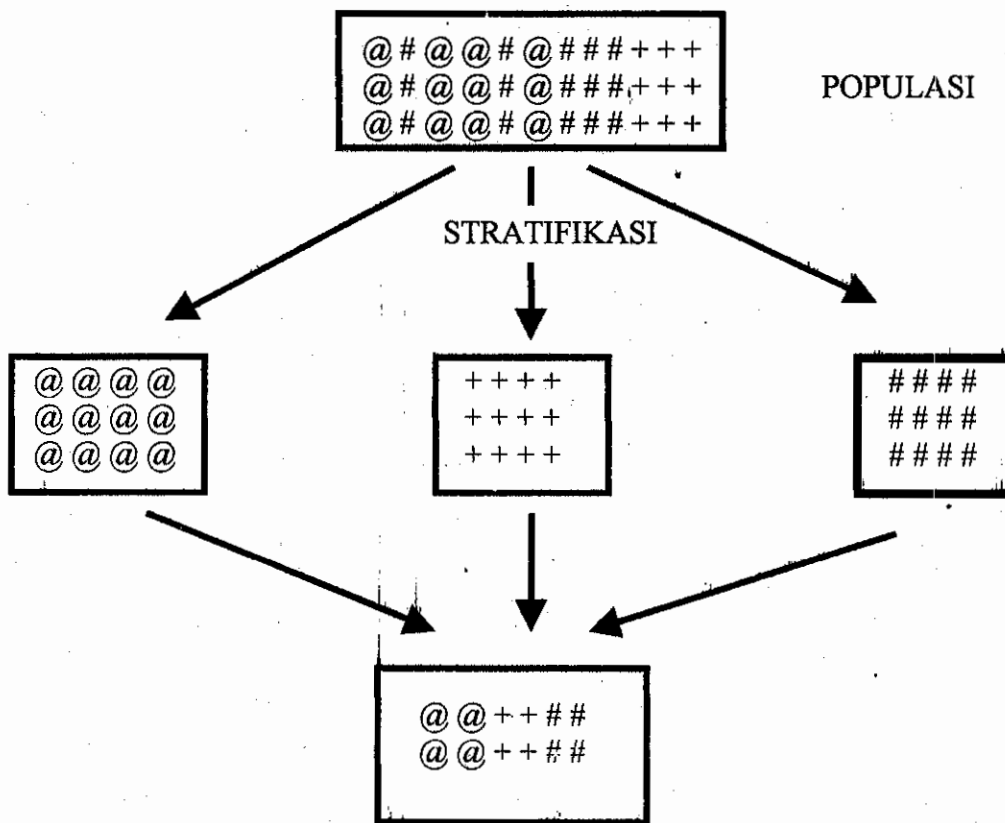 @ # @ @ # @ # # # + + +
@ # @ @ # @ # # # + + +
@ # @ @ # @ # # # + + +
POPULASI
STRATIFIKASI
@ @ @ @
@ @ @ @
@ @ @ @
+ + + +
+ + + +
+ + + +
# # # #
# # # #
# # # #
@ @ + + # #
@ @ + + # #